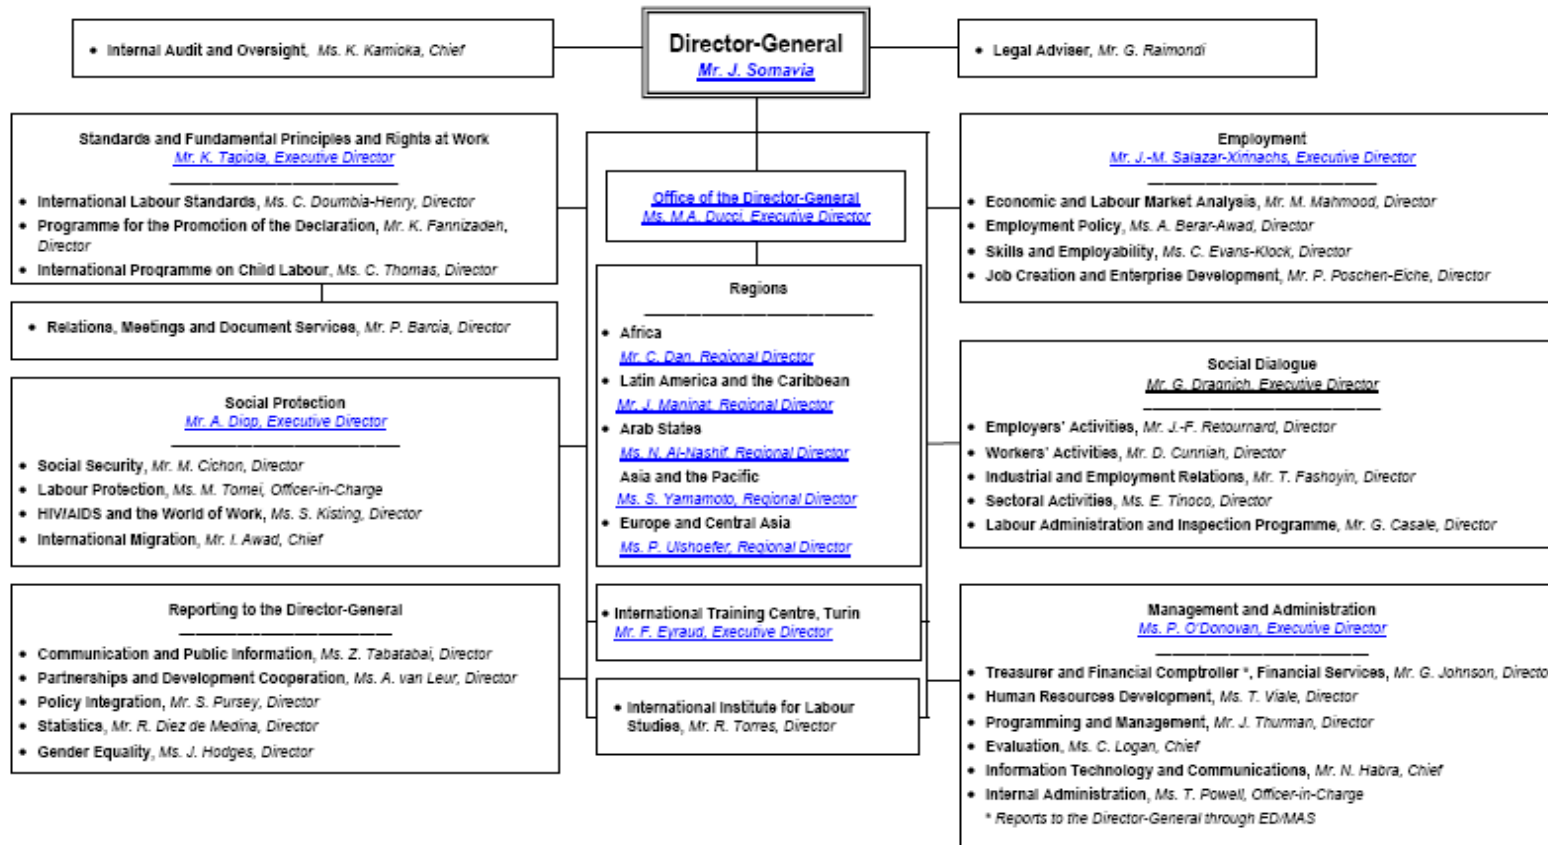 • Internal Audit and Oversight, Ms. K. Kamioka, Chief
Director-General
Mr. J. Somavia
• Legal Adviser, Mr. G. Raimondi
Standards and Fundamental Principles and Rights at Work
Mr. K. Tapiola, Executive Director
• International Labour Standards, Ms. C. Doumbia-Henry, Director
• Programme for the Promotion of the Declaration, Mr. K. Fannizadeh,
Director
• International Programme on Child Labour, Ms. C. Thomas, Director
• Relations, Meetings and Document Services, Mr. P. Barcia, Director
Social Protection
Mr. A. Diop, Executive Director
• Social Security, Mr. M. Cichon, Director
• Labour Protection, Ms. M. Tomei, Officer-in-Charge
• HIV/AIDS and the World of Work, Ms. S. Kisting, Director
• International Migration, Mr. I. Awad, Chief
Reporting to the Director-General
• Communication and Public Information, Ms. Z. Tabatabai, Director
• Partnerships and Development Cooperation, Ms. A. van Leur, Director
• Policy Integration, Mr. S. Pursey, Director
• Statistics, Mr. R. Diez de Medina, Director
• Gender Equality, Ms. J. Hodges, Director
Office of the Director-General
Ms. M.A. Ducci, Executive Director
Regions
• Africa
Mr. C. Dan, Regional Director
• Latin America and the Caribbean
Mr. J. Maninat, Regional Director
• Arab States
Ms. N. Al-Nashif, Regional Director
Asia and the Pacific
Ms. S. Yamamoto, Regional Director
• Europe and Central Asia
Ms. P. Ulshoefer, Regional Director
• International Training Centre, Turin
Mr. F. Eyraud, Executive Director
• International Institute for Labour
Studies, Mr. R. Torres, Director
Employment
Mr. J.-M. Salazar-Xirinachs, Executive Director
• Economic and Labour Market Analysis, Mr. M. Mahmood, Director
• Employment Policy, Ms. A. Berar-Awad, Director
• Skills and Employability, Ms. C. Evans-Klock, Director
• Job Creation and Enterprise Development, Mr. P. Poschen-Eiche, Director
Social Dialogue
Mr. G. Dragnich, Executive Director
• Employers' Activities, Mr. J.-F. Retournard, Director
• Workers' Activities, Mr. D. Cunniah, Director
• Industrial and Employment Relations, Mr. T. Fashoyin, Director
• Sectoral Activities, Ms. E. Tinoco, Director
• Labour Administration and Inspection Programme, Mr. G. Casale, Director
Management and Administration
Ms. P. O'Donovan, Executive Director
• Treasurer and Financial Comptroller *, Financial Services, Mr. G. Johnson, Directo
• Human Resources Development, Ms. T. Viale, Director
• Programming and Management, Mr. J. Thurman, Director
• Evaluation, Ms. C. Logan, Chief
• Information Technology and Communications, Mr. N. Habra, Chief
• Internal Administration, Ms. T. Powell, Officer-in-Charge
* Reports to the Director-General through ED/MAS